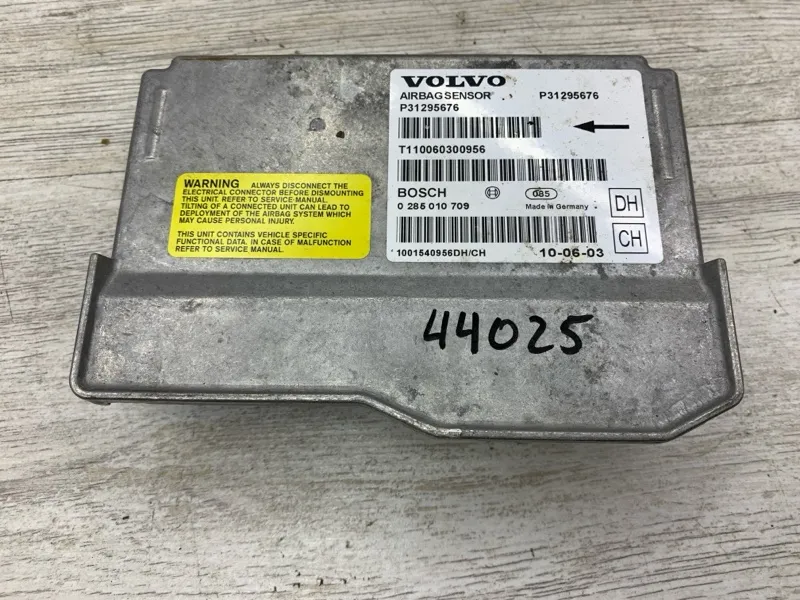 VOLVO
AIRBAG SENSOR P31295676
P31295676
T110060300956
BOSCH 085
0 285 010 709 Made in Germany
DH
CH
1001540956DH/CH 10-06-03
WARNING ALWAYS DISCONNECT THE
ELECTRICAL CONNECTOR BEFORE DISMOUNTING
THIS UNIT. REFER TO SERVICE MANUAL.
TILTING OF A CONNECTED UNIT CAN LEAD TO
DEPLOYMENT OF THE AIRBAG SYSTEM WHICH
MAY CAUSE PERSONAL INJURY.
THIS UNIT CONTAINS VEHICLE SPECIFIC
FUNCTIONAL DATA. IN CASE OF MALFUNCTION
REFER TO SERVICE MANUAL.
44025